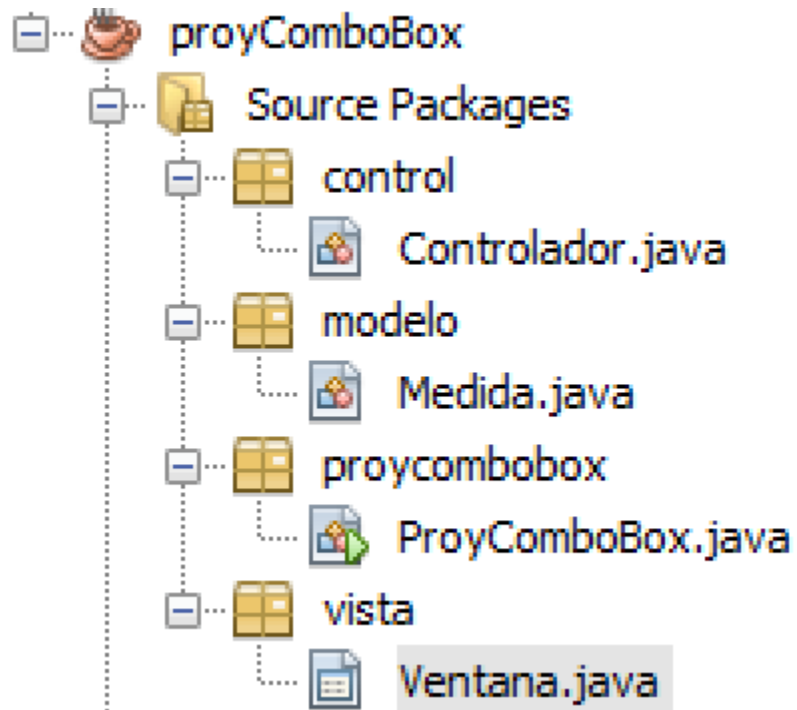 proyComboBox
Source Packages
control
Controlador.java
modelo
Medida.java
proycombobox
ProyComboBox.java
vista
Ventana.java